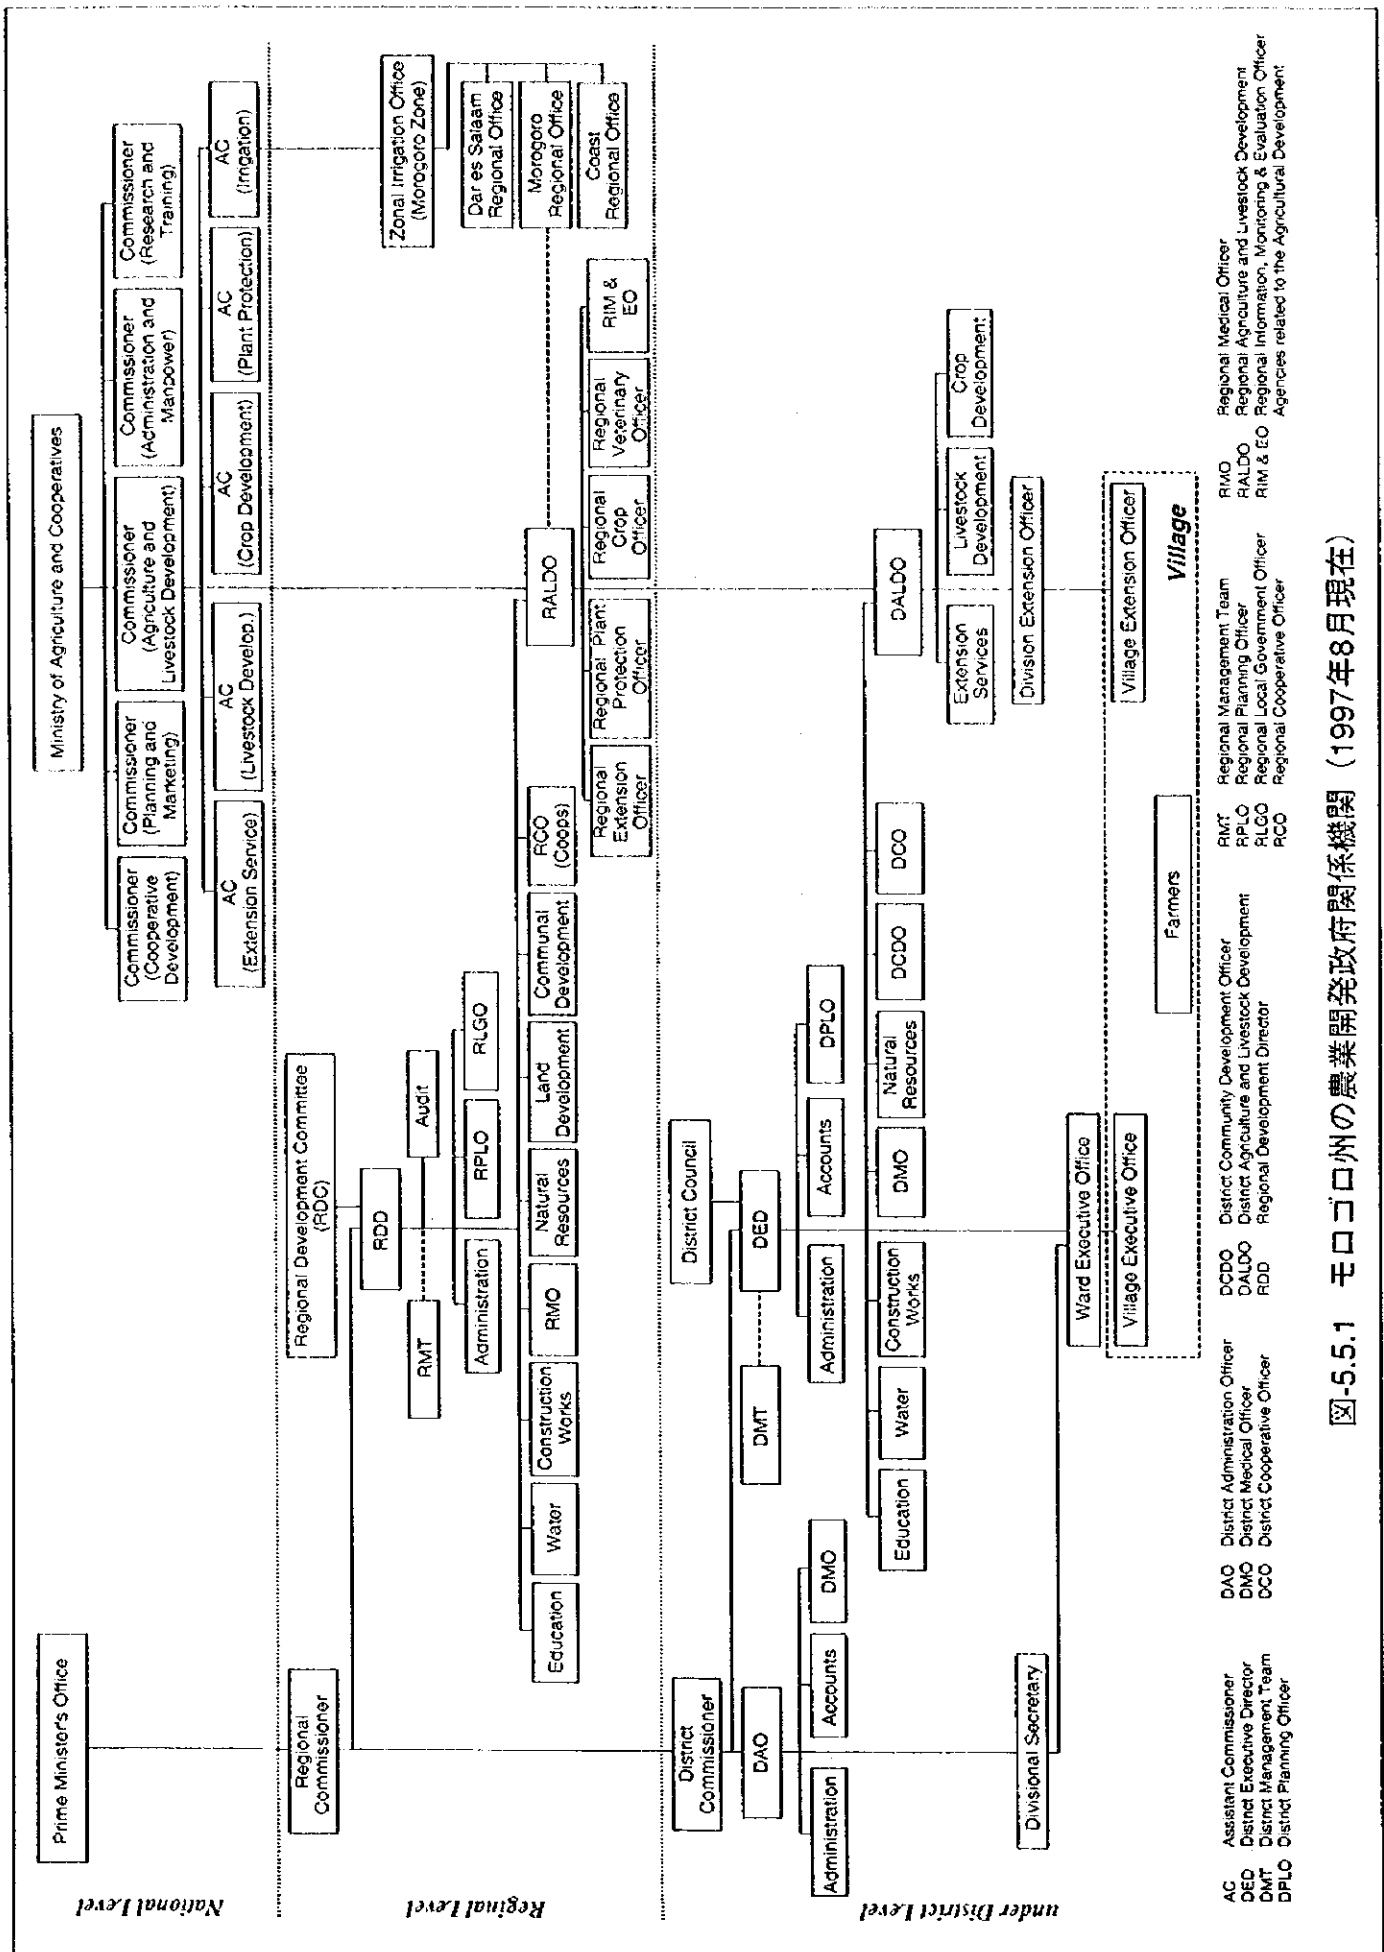 National Level
Prime Minister's Office
Ministry of Agriculture and Cooperatives
Commissioner
(Cooperative
Development)
Commissioner
(Planning and
Marketing)
Commissioner
(Agriculture and
Livestock Development)
Commissioner
(Administration and
Manpower)
Commissioner
(Research and
Training)
AC
(Extension Service)
AC
(Livestock Develop.)
AC
(Crop Development)
AC
(Plant Protection)
AC
(Irrigation)
Reginal Level
Regional
Commissioner
Regional Development Committee
(RDC)
RDD
RMT
Audit
Administration
RPLO
RLGO
Education
Water
Construction
Works
RMO
Natural
Resources
Land
Development
Communal
Development
RCO
(Coops)
RALDO
Zonal Irrigation Office
(Morogoro Zone)
Dar es Salaam
Regional Office
Morogoro
Regional Office
Coast
Regional Office
Regional
Extension
Officer
Regional Plant
Protection
Officer
Regional
Crop
Officer
Regional
Veterinary
Officer
RIM &
EO
under District Level
District
Commissioner
District Council
DAO
DMT
DED
Administration
Accounts
DMO
Administration
Accounts
DPLO
Education
Water
Construction
Works
DMO
Natural
Resources
DCDO
DCO
DALDO
Extension
Services
Livestock
Development
Crop
Development
Divisional Secretary
Division Extension Officer
Ward Executive Office
Village Executive Office
Village Extension Officer
Farmers
Village
AC Assistant Commissioner
DED District Executive Director
DMT District Management Team
DPLO District Planning Officer
DAO District Administration Officer
DMO District Medical Officer
DCO District Cooperative Officer
DCDO District Community Development Officer
DALDO District Agriculture and Livestock Development
RDD Regional Development Director
RMT Regional Management Team
RPLO Regional Planning Officer
RLGO Regional Local Government Officer
RCO Regional Cooperative Officer
RMO Regional Medical Officer
RALDO Regional Agriculture and Livestock Development
RIM & EO Regional Information, Monitoring & Evaluation Officer
Agencies related to the Agricultural Development
図-5.5.1 モロゴロ州の農業開発政府関係機関 (1997年8月現在)